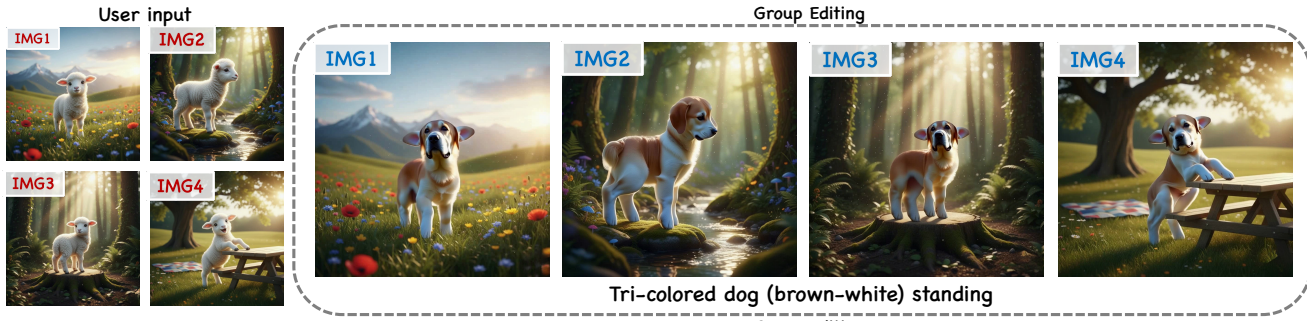 User input
IMG1
IMG2
IMG3
IMG4
Group Editing
IMG1
IMG2
IMG3
IMG4
Tri-colored dog (brown-white) standing